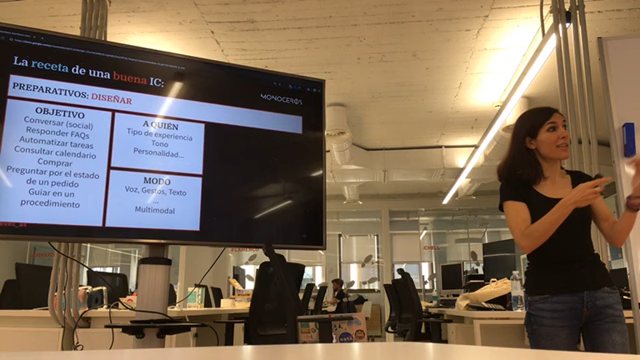 La receta de una buena IC:
PREPARATIVOS: DISEÑAR
MONOCEROS
OBJETIVO
Conversar (social)
Responder FAQs
Automatizar tareas
Consultar calendario
Comprar
Preguntar por el estado
de un pedido
Guiar en un
procedimiento
A QUIÉN
Tipo de experiencia
Tono
Personalidad...
MODO
Voz, Gestos, Texto
...
Multimodal